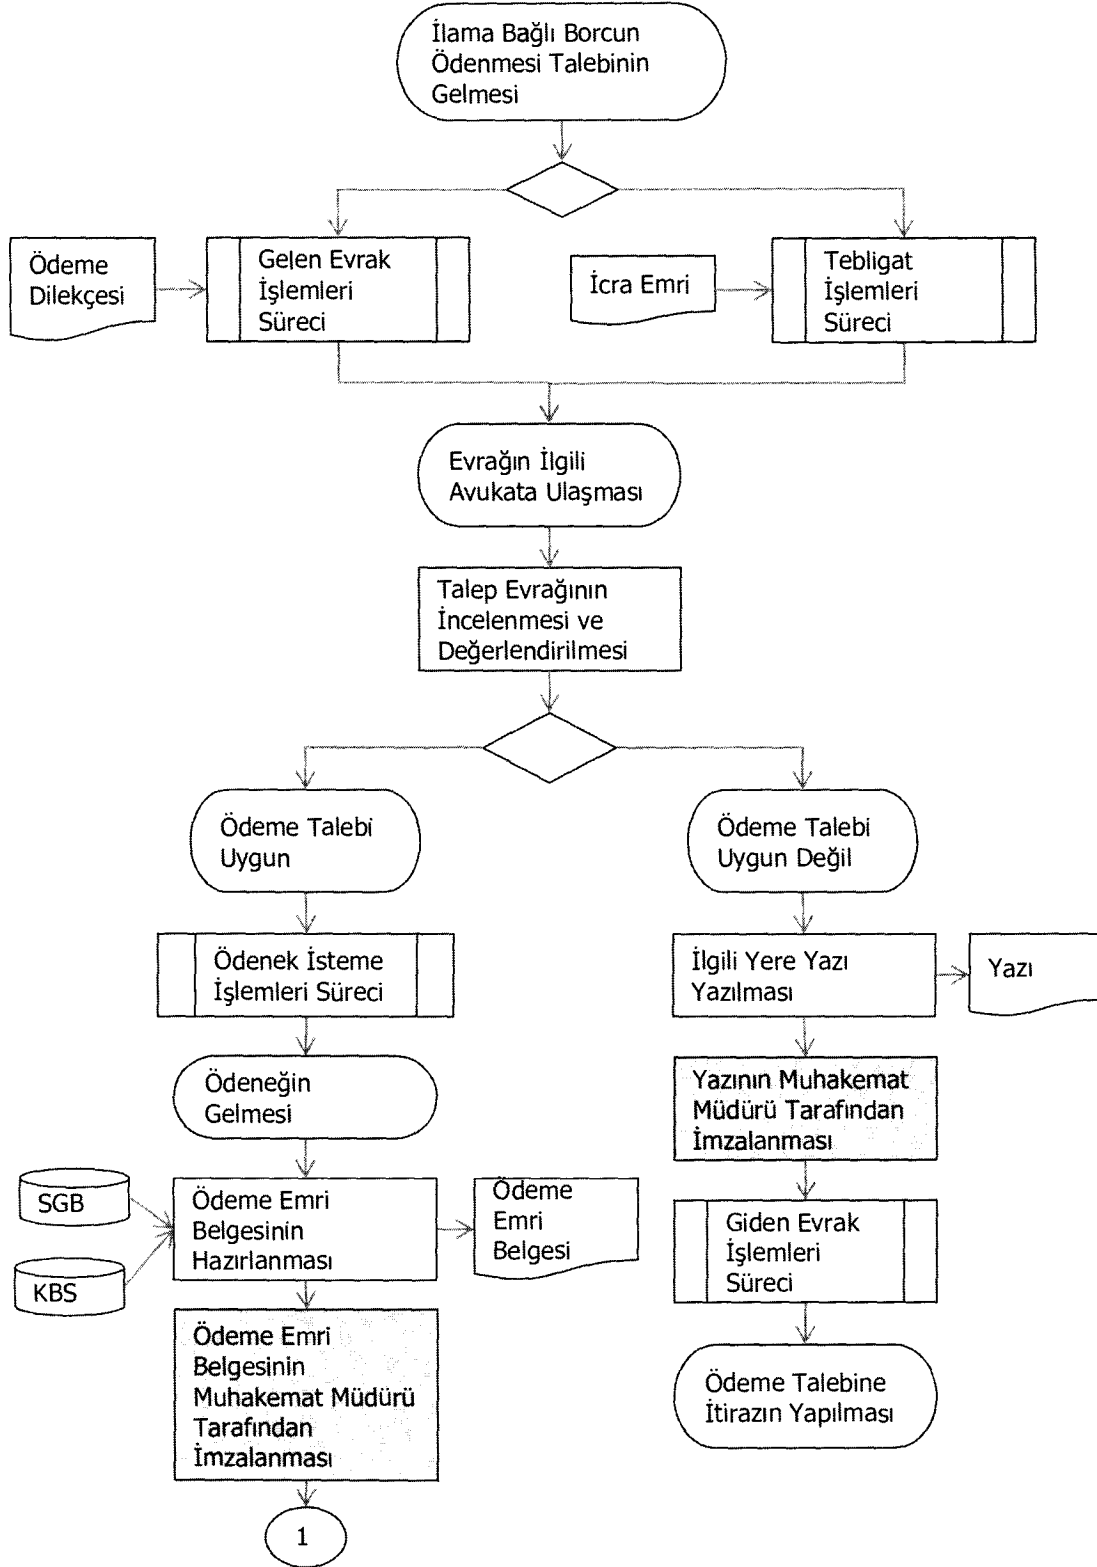 İlama Bağlı Borcun
Ödenmesi Talebinin
Gelmesi
Ödeme
Dilekçesi
Gelen Evrak
İşlemleri
Süreci
İcra Emri
Tebligat
İşlemleri
Süreci
Evrağın İlgili
Avukata Ulaşması
Talep Evrağının
İncelenmesi ve
Değerlendirilmesi
Ödeme Talebi
Uygun
Ödeme Talebi
Uygun Değil
Ödenek İsteme
İşlemleri Süreci
İlgili Yere Yazı
Yazılması
Yazı
Ödeneğin
Gelmesi
Yazının Muhakemat
Müdürü Tarafından
İmzalanması
SGB
KBS
Ödeme Emri
Belgesinin
Hazırlanması
Ödeme
Emri
Belgesi
Giden Evrak
İşlemleri
Süreci
Ödeme Emri
Belgesinin
Muhakemat Müdürü
Tarafından
İmzalanması
Ödeme Talebine
İtirazın Yapılması
1